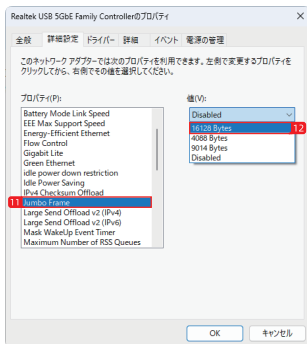 Realtek USB 5GbE Family Controllerのプロパティ
全般 詳細設定 ドライバー 詳細 イベント 電源の管理
このネットワーク アダプターでは次のプロパティを利用できます。左側で変更するプロパティを
クリックしてから、右側でその値を選択してください。
プロパティ(P):
値(V):
Battery Mode Link Speed
EEE Max Support Speed
Energy-Efficient Ethernet
Flow Control
Gigabit Lite
Green Ethernet
idle power down restriction
Idle Power Saving
IPv4 Checksum Offload
11 Jumbo Frame
Large Send Offload v2 (IPv4)
Large Send Offload v2 (IPv6)
Mask WakeUp Event Timer
Maximum Number of RSS Queues
Disabled
16128 Bytes 12
4088 Bytes
9014 Bytes
Disabled
OK キャンセル